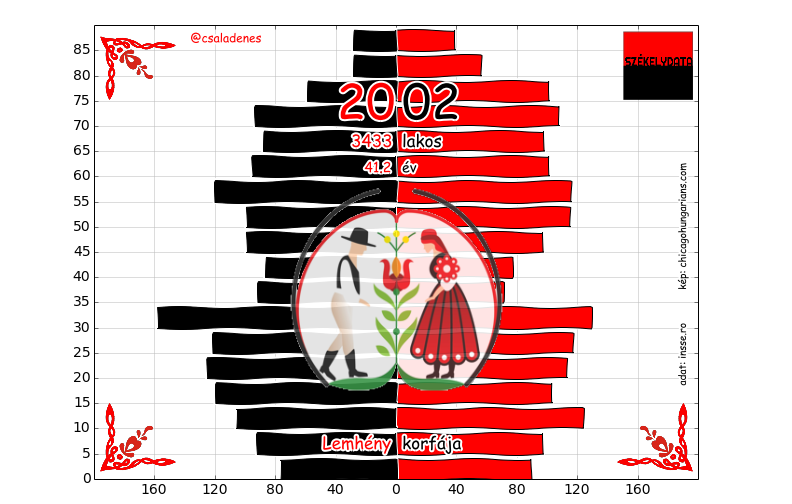 @csaladenes
SZÉKELYDATA
2002
3433 lakos
41,2 év
kép: chicagohungarians.com
adat: insse.ro
Lemhény korfája
85
80
75
70
65
60
55
50
45
40
35
30
25
20
15
10
5
0
160 120 80 40 0 40 80 120 160